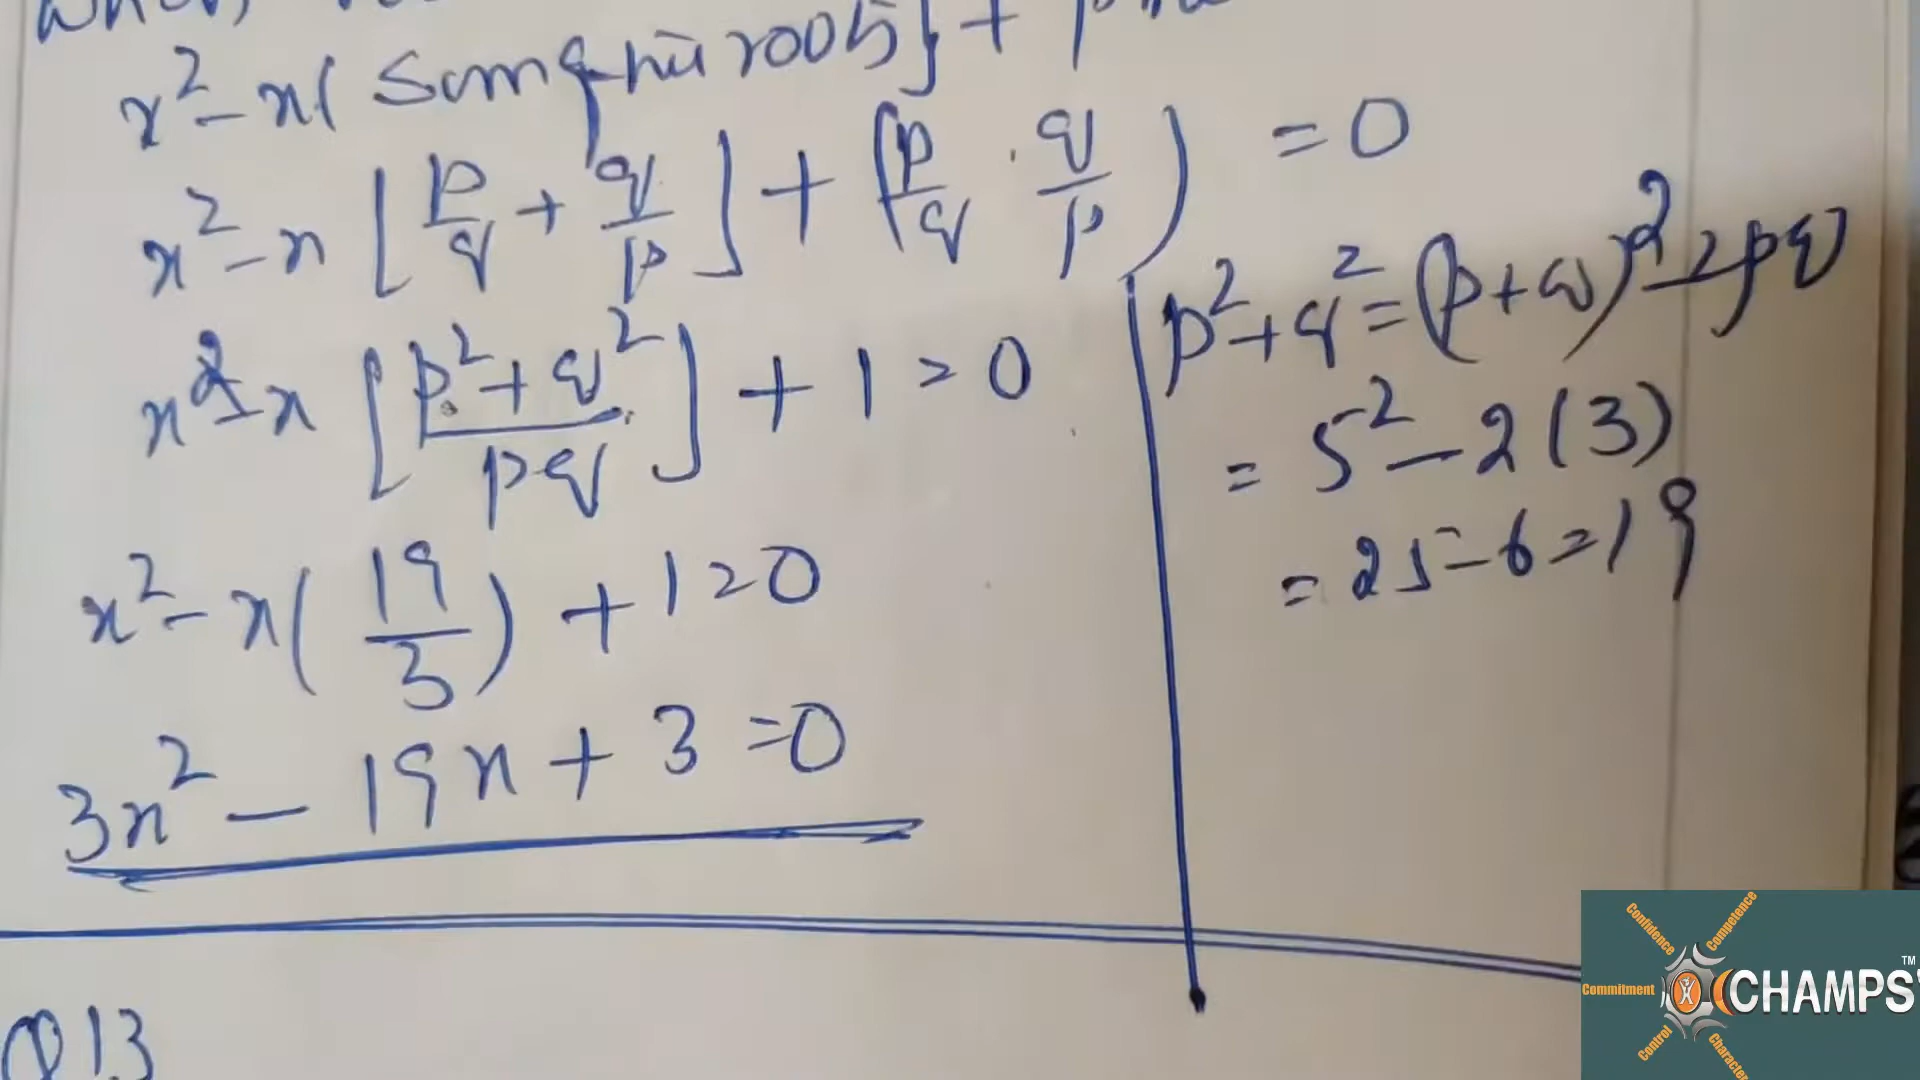 x² - x( Sum of the roots} +
x² - x [ p/q + q/p ] + ( p/q · q/p ) = 0
x² - x [ p² + q² / pq ] + 1 = 0
x² - x( 19/3 ) + 1 = 0
3x² - 19x + 3 = 0
p² + q² = (p + q)² - 2pq
= 5² - 2(3)
= 25 - 6 = 19
Q13
Confidence
Competence
Commitment
XCHAMPS™
Control
Character